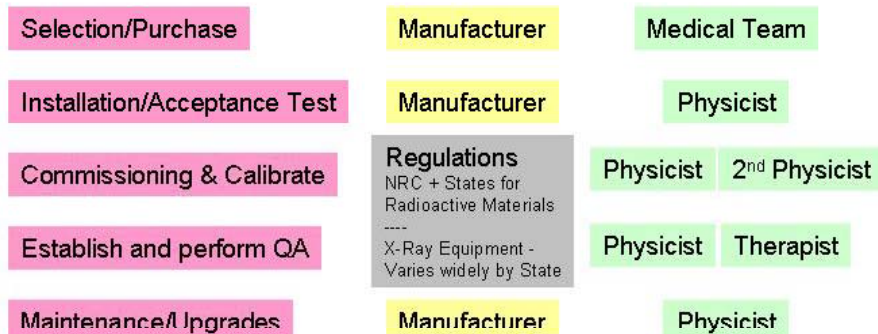 Selection/Purchase
Manufacturer
Medical Team
Installation/Acceptance Test
Manufacturer
Physicist
Commissioning & Calibrate
Regulations
NRC + States for
Radioactive Materials
----
X-Ray Equipment -
Varies widely by State
Physicist
2nd Physicist
Establish and perform QA
Physicist
Therapist
Maintenance/Upgrades
Manufacturer
Physicist